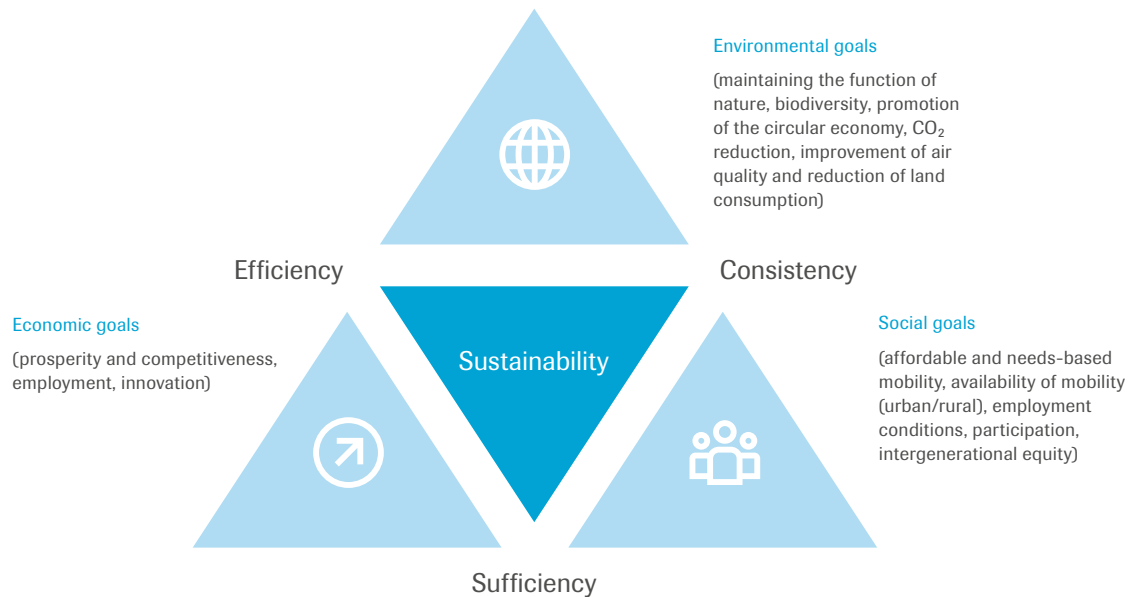 Environmental goals
(maintaining the function of
nature, biodiversity, promotion
of the circular economy, CO₂
reduction, improvement of air
quality and reduction of land
consumption)
Efficiency
Consistency
Economic goals
(prosperity and competitiveness,
employment, innovation)
Sustainability
Social goals
(affordable and needs-based
mobility, availability of mobility
(urban/rural), employment
conditions, participation,
intergenerational equity)
Sufficiency